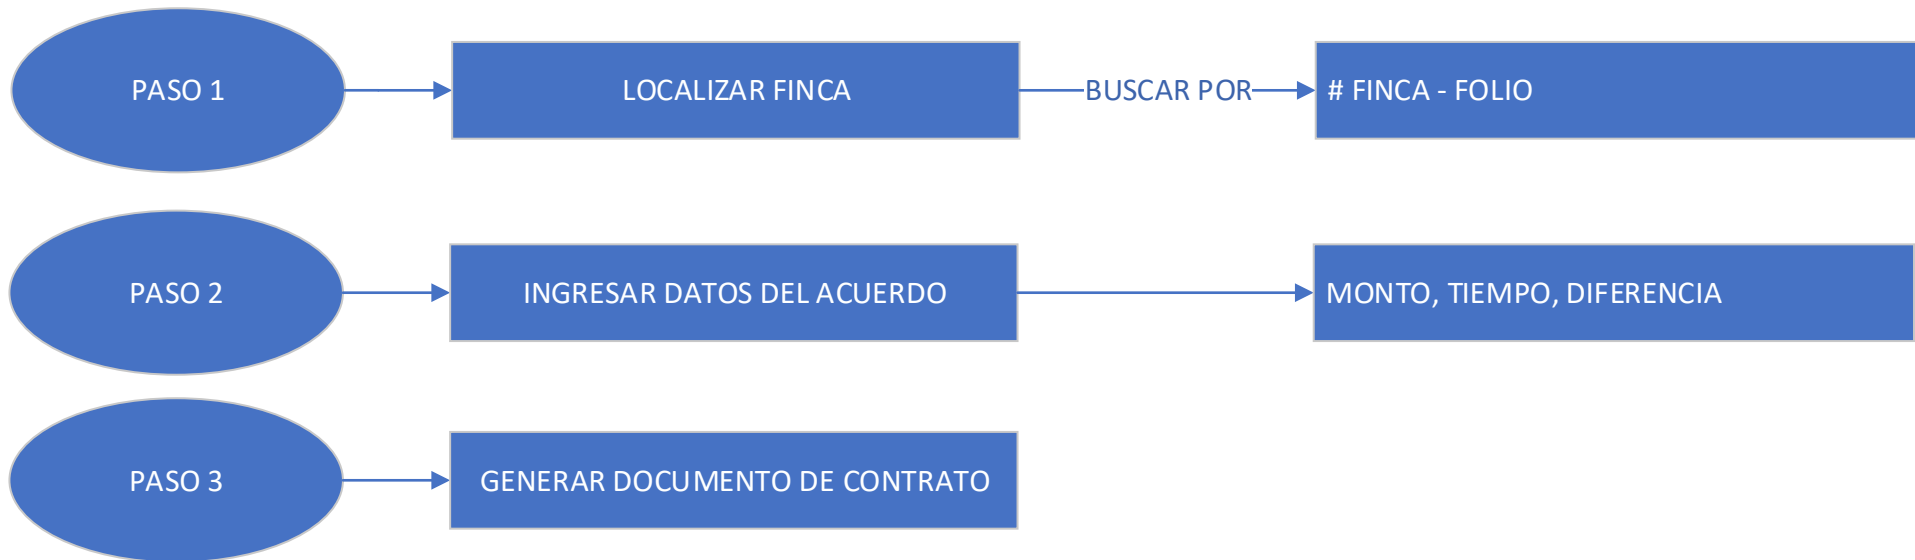 PASO 1
LOCALIZAR FINCA
BUSCAR POR
# FINCA - FOLIO
PASO 2
INGRESAR DATOS DEL ACUERDO
MONTO, TIEMPO, DIFERENCIA
PASO 3
GENERAR DOCUMENTO DE CONTRATO